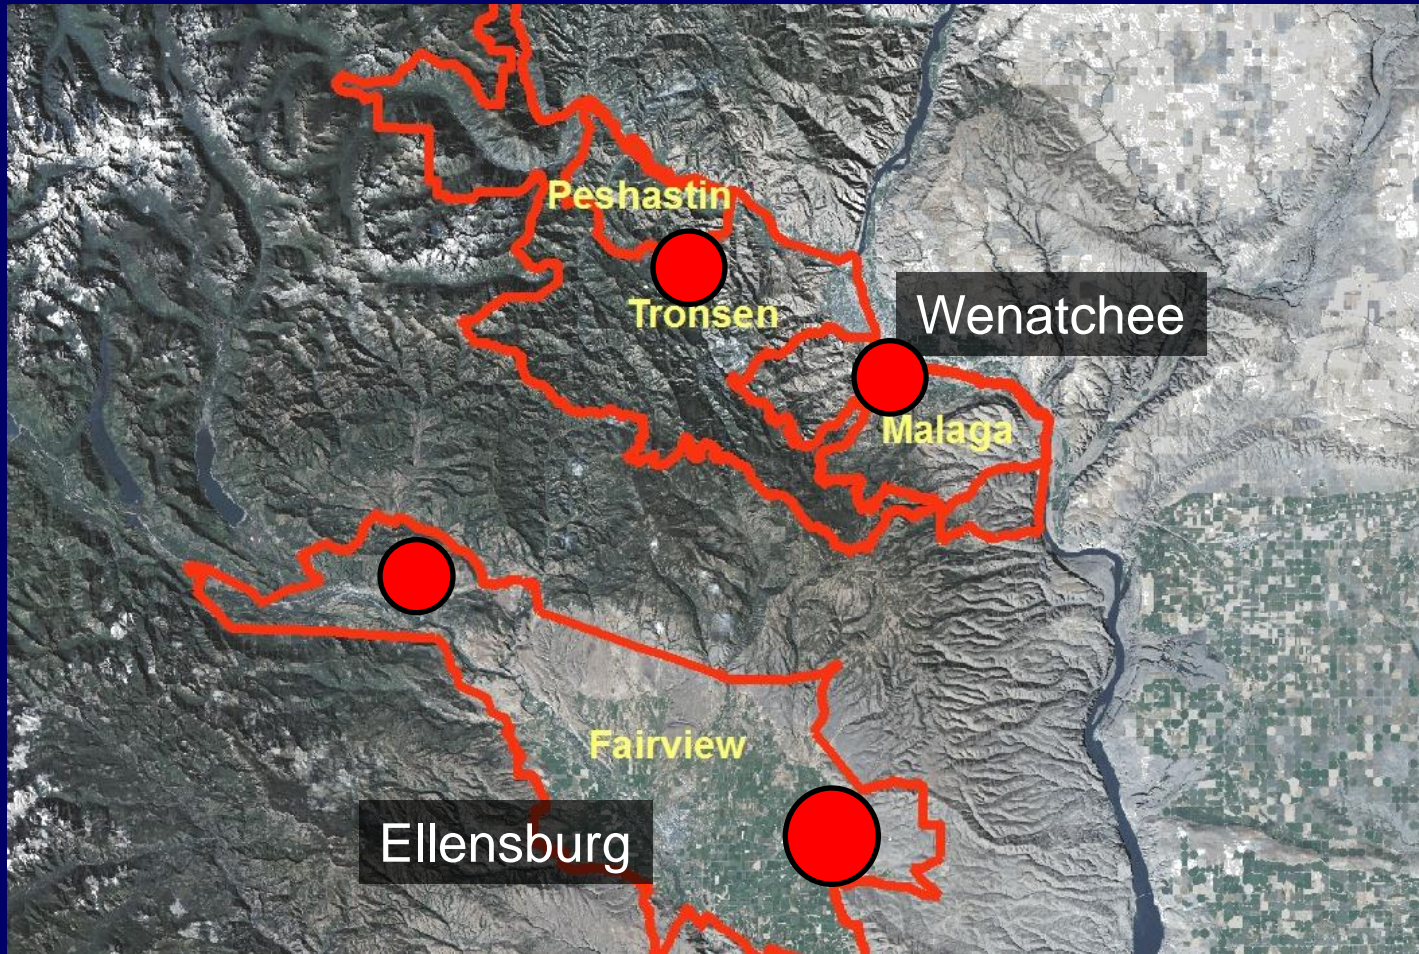 Peshastin
Tronsen
Wenatchee
Malaga
Fairview
Ellensburg